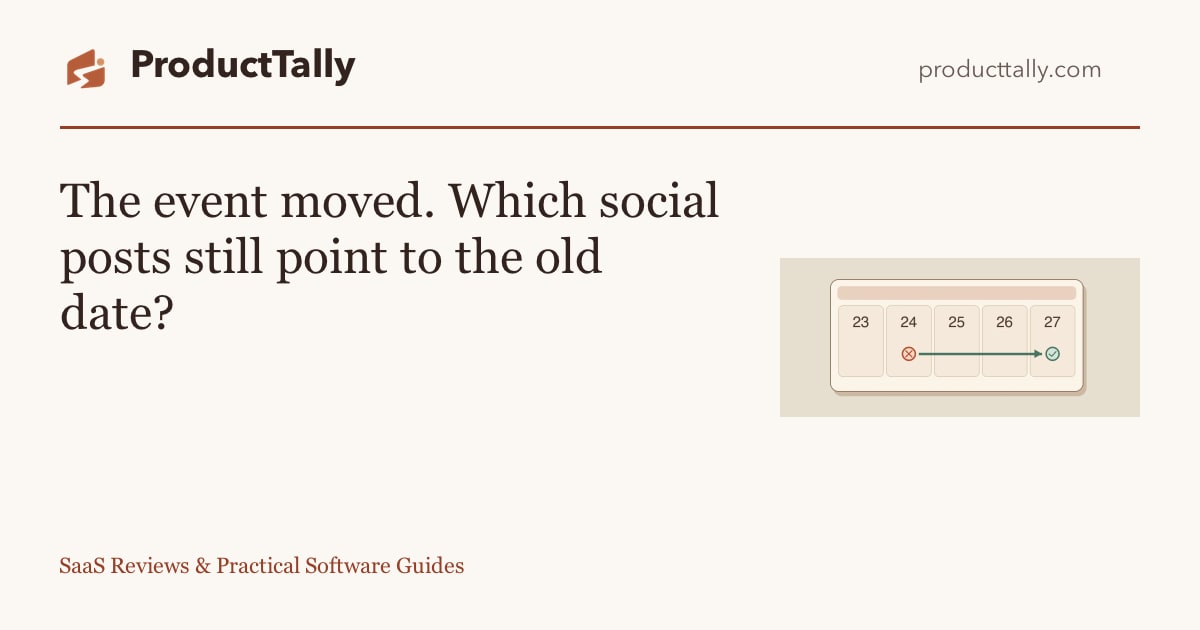 ProductTally
producttally.com
The event moved. Which social
posts still point to the old
date?
23 24 25 26 27
SaaS Reviews & Practical Software Guides